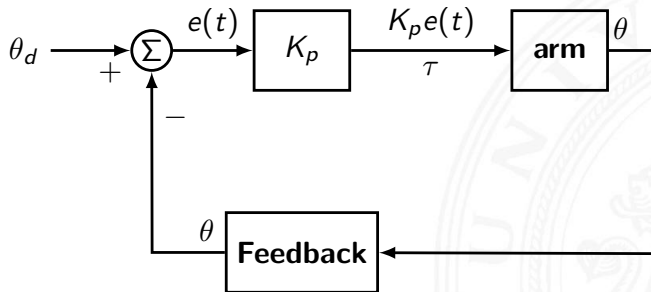 e(t)
K_p e(t)
θ
θ_d
Σ
K_p
arm
+
τ
−
θ
Feedback
U N I V